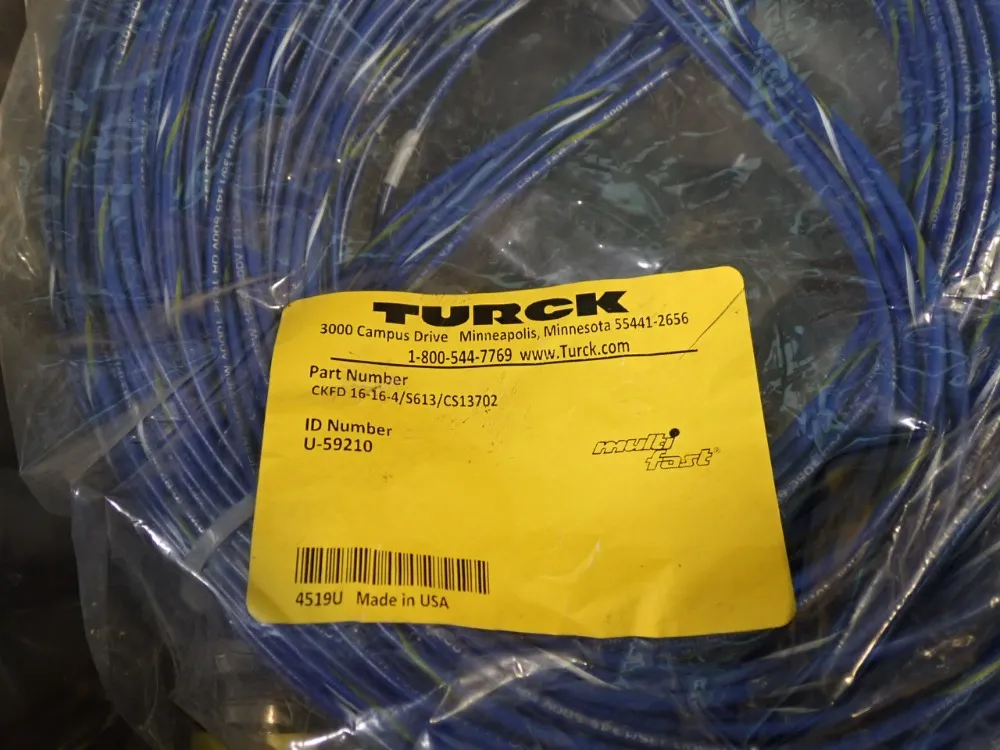 TURCK
3000 Campus Drive Minneapolis, Minnesota 55441-2656
1-800-544-7769 www.Turck.com
Part Number
CKFD 16-16-4/S613/CS13702
ID Number
U-59210
multi
fast®
4519U Made in USA